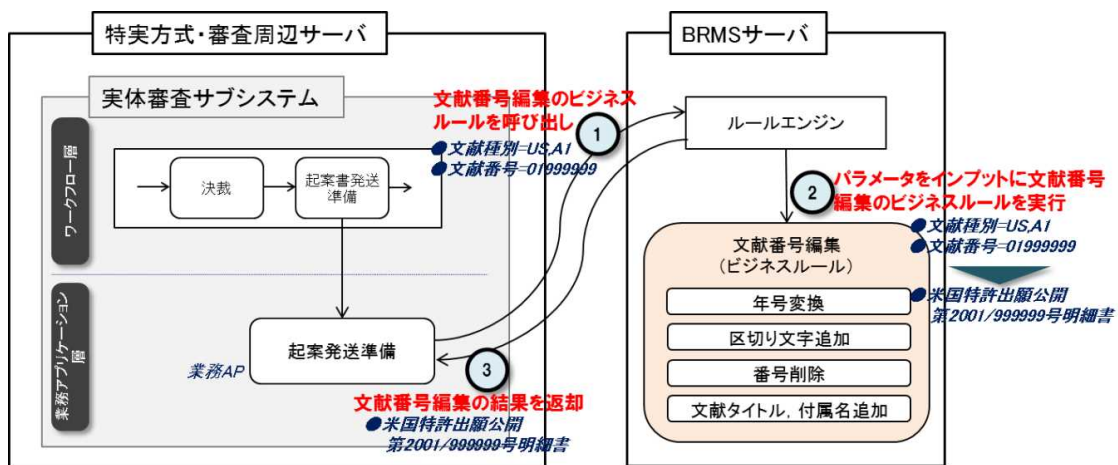 特実方式・審査周辺サーバ
実体審査サブシステム
ワークフロー層
決裁
起案書発送
準備
文献番号編集のビジネス
ルールを呼び出し
●文献種別=US,A1
●文献番号=01999999
1
業務アプリケーション
層
起案発送準備
業務AP
3
文献番号編集の結果を返却
●米国特許出願公開
第2001/999999号明細書
BRMSサーバ
ルールエンジン
2
パラメータをインプットに文献番号
編集のビジネスルールを実行
●文献種別=US,A1
●文献番号=01999999
文献番号編集
(ビジネスルール)
年号変換
区切り文字追加
番号削除
文献タイトル,付属名追加
●米国特許出願公開
第2001/999999号明細書